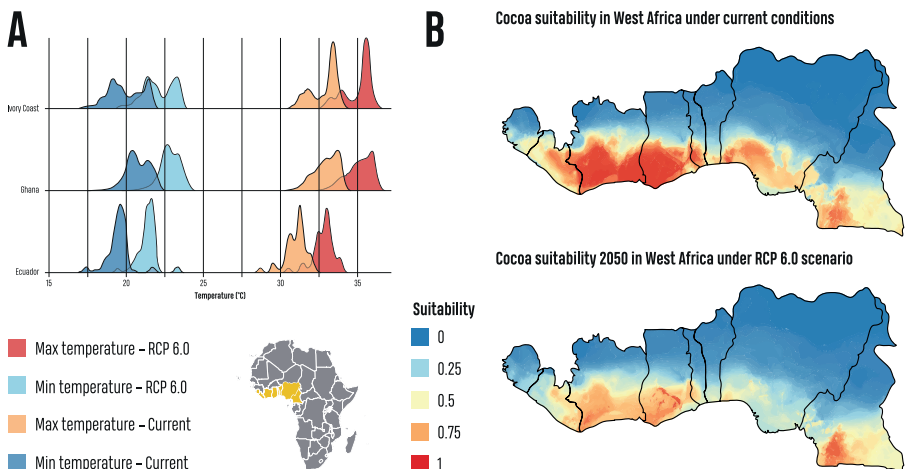 A
Ivory Coast
Ghana
Ecuador
15
20
25
30
35
Temperature (°C)
Max temperature – RCP 6.0
Min temperature – RCP 6.0
Max temperature – Current
Min temperature – Current
B
Cocoa suitability in West Africa under current conditions
Cocoa suitability 2050 in West Africa under RCP 6.0 scenario
Suitability
0
0.25
0.5
0.75
1